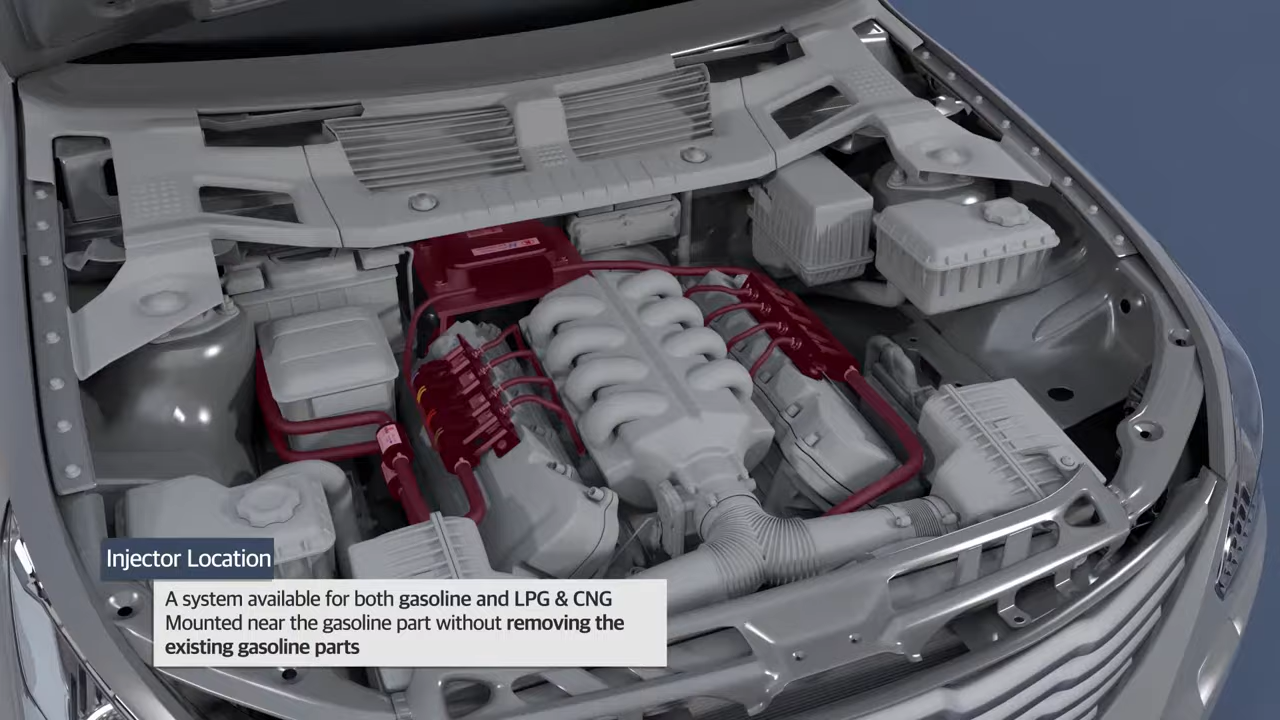 Injector Location
A system available for both gasoline and LPG & CNG
Mounted near the gasoline part without removing the
existing gasoline parts